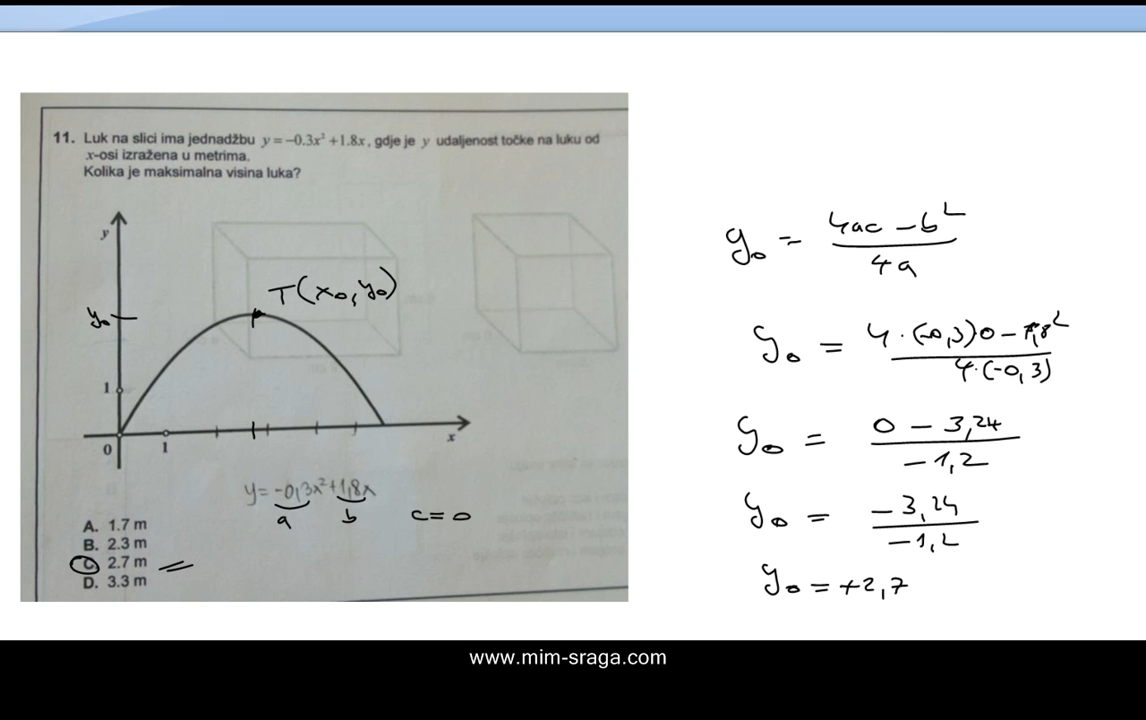 11. Luk na slici ima jednadžbu y = −0.3x² + 1.8x, gdje je y udaljenost točke na luku od
x-osi izražena u metrima.
Kolika je maksimalna visina luka?
y
T(x₀, y₀)
y₀
1
0
1
x
y = -0,3x² + 1,8x
a
b
c = 0
A. 1.7 m
B. 2.3 m
C. 2.7 m
D. 3.3 m
y₀ = (4ac - b²) / 4a
y₀ = (4·(-0,3)0 - 1,8²) / 4·(-0,3)
y₀ = (0 - 3,24) / -1,2
y₀ = -3,24 / -1,2
y₀ = +2,7
www.mim-sraga.com